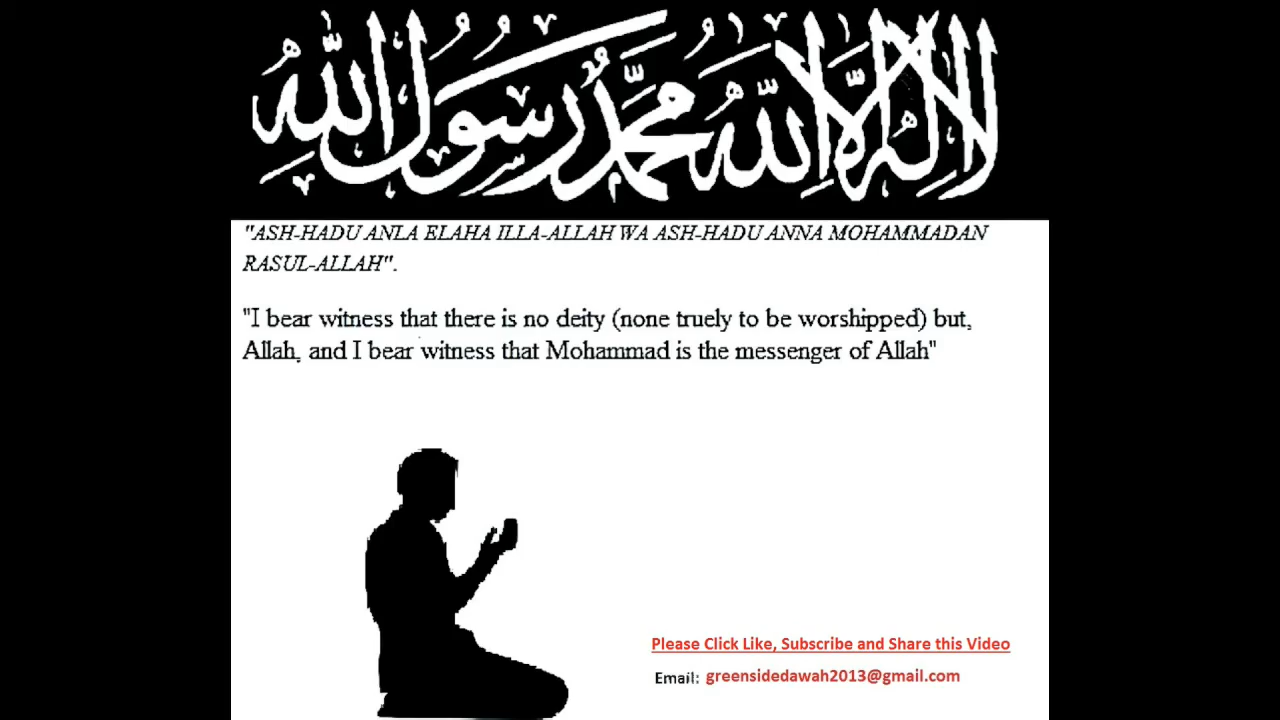 لا إله إلا الله محمد رسول الله
"ASH-HADU ANLA ELAHA ILLA-ALLAH WA ASH-HADU ANNA MOHAMMADAN
RASUL-ALLAH".
"I bear witness that there is no deity (none truely to be worshipped) but,
Allah, and I bear witness that Mohammad is the messenger of Allah"
Please Click Like, Subscribe and Share this Video
Email: greensidedawah2013@gmail.com